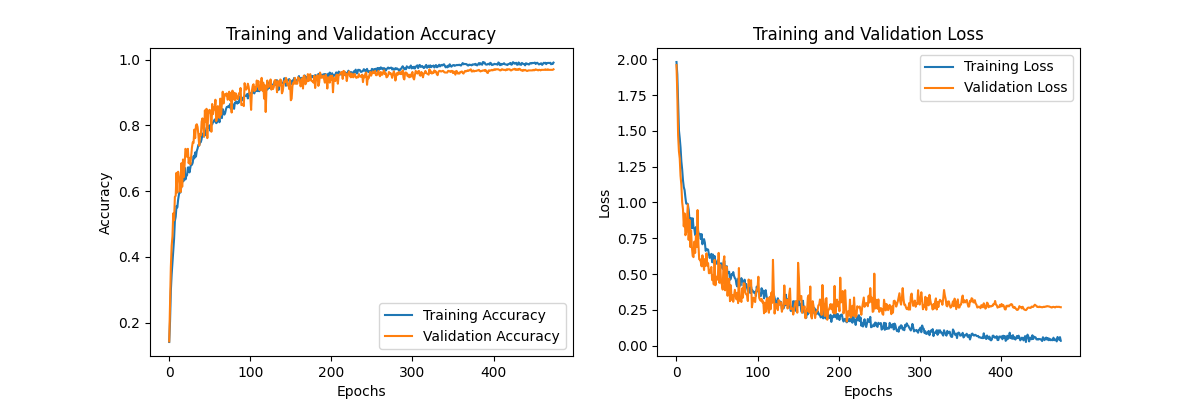 Training and Validation Accuracy
1.0
0.8
0.6
0.4
0.2
Accuracy
Training Accuracy
Validation Accuracy
0
100
200
300
400
Epochs
Training and Validation Loss
2.00
1.75
1.50
1.25
1.00
0.75
0.50
0.25
0.00
Loss
Training Loss
Validation Loss
0
100
200
300
400
Epochs